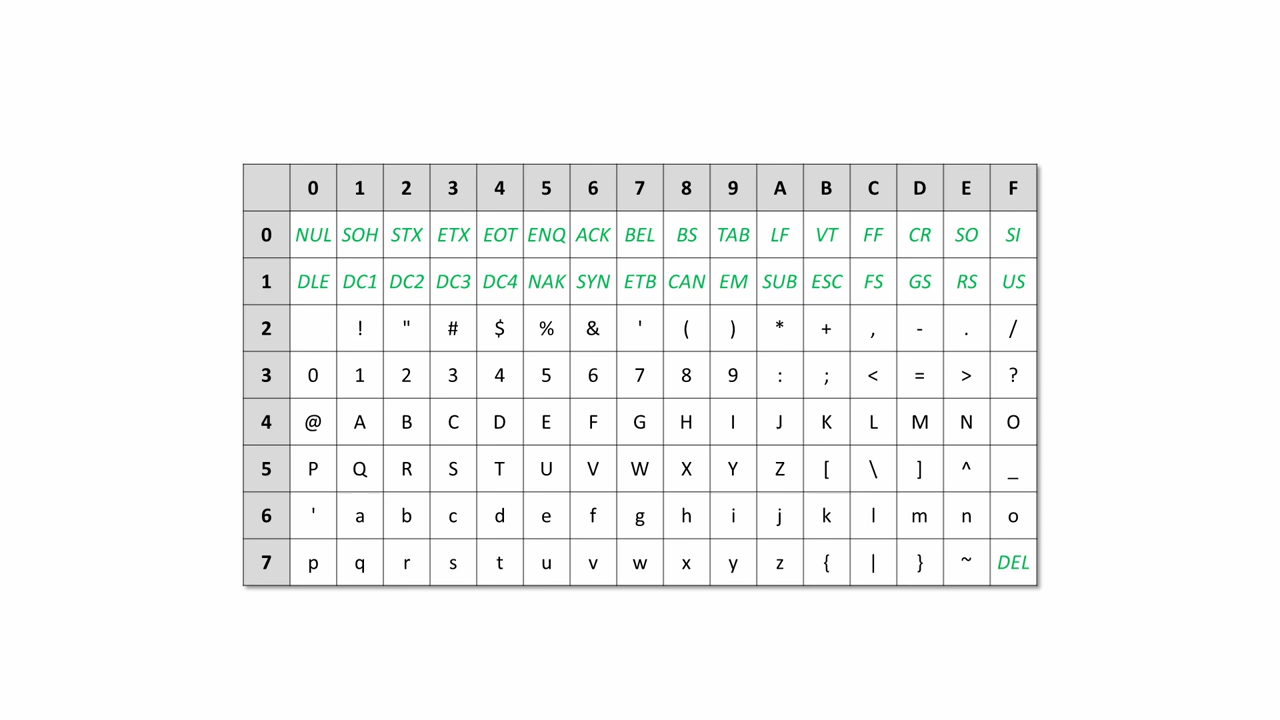 0 1 2 3 4 5 6 7 8 9 A B C D E F
0 NUL SOH STX ETX EOT ENQ ACK BEL BS TAB LF VT FF CR SO SI
1 DLE DC1 DC2 DC3 DC4 NAK SYN ETB CAN EM SUB ESC FS GS RS US
2 ! " # $ % & ' ( ) * + , - . /
3 0 1 2 3 4 5 6 7 8 9 : ; < = > ?
4 @ A B C D E F G H I J K L M N O
5 P Q R S T U V W X Y Z [ \ ] ^ _
6 ' a b c d e f g h i j k l m n o
7 p q r s t u v w x y z { | } ~ DEL